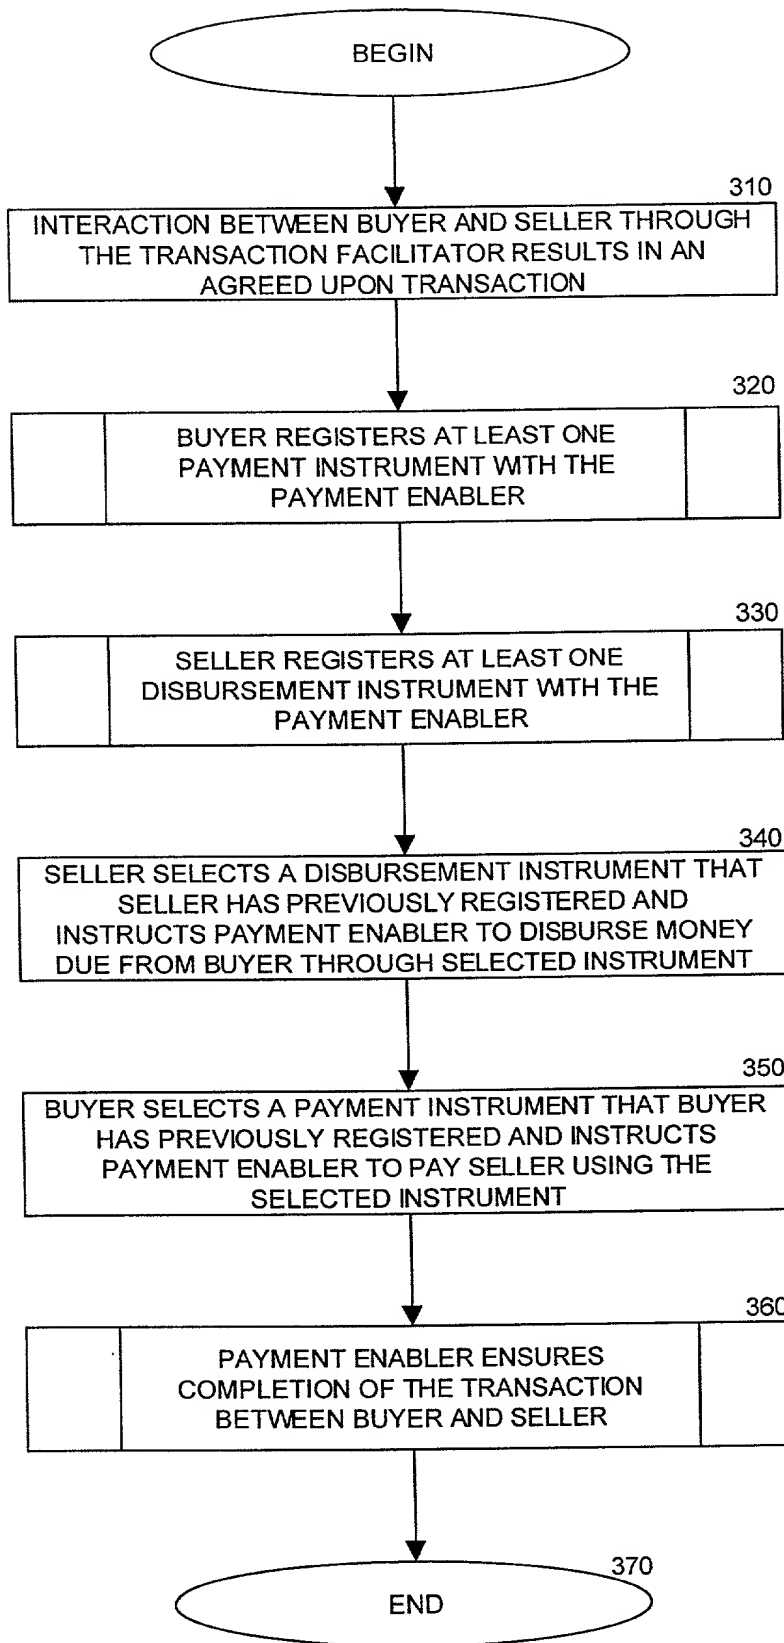 BEGIN
310
INTERACTION BETWEEN BUYER AND SELLER THROUGH
THE TRANSACTION FACILITATOR RESULTS IN AN
AGREED UPON TRANSACTION
320
BUYER REGISTERS AT LEAST ONE
PAYMENT INSTRUMENT WITH THE
PAYMENT ENABLER
330
SELLER REGISTERS AT LEAST ONE
DISBURSEMENT INSTRUMENT WITH THE
PAYMENT ENABLER
340
SELLER SELECTS A DISBURSEMENT INSTRUMENT THAT
SELLER HAS PREVIOUSLY REGISTERED AND
INSTRUCTS PAYMENT ENABLER TO DISBURSE MONEY
DUE FROM BUYER THROUGH SELECTED INSTRUMENT
350
BUYER SELECTS A PAYMENT INSTRUMENT THAT BUYER
HAS PREVIOUSLY REGISTERED AND INSTRUCTS
PAYMENT ENABLER TO PAY SELLER USING THE
SELECTED INSTRUMENT
360
PAYMENT ENABLER ENSURES
COMPLETION OF THE TRANSACTION
BETWEEN BUYER AND SELLER
370
END